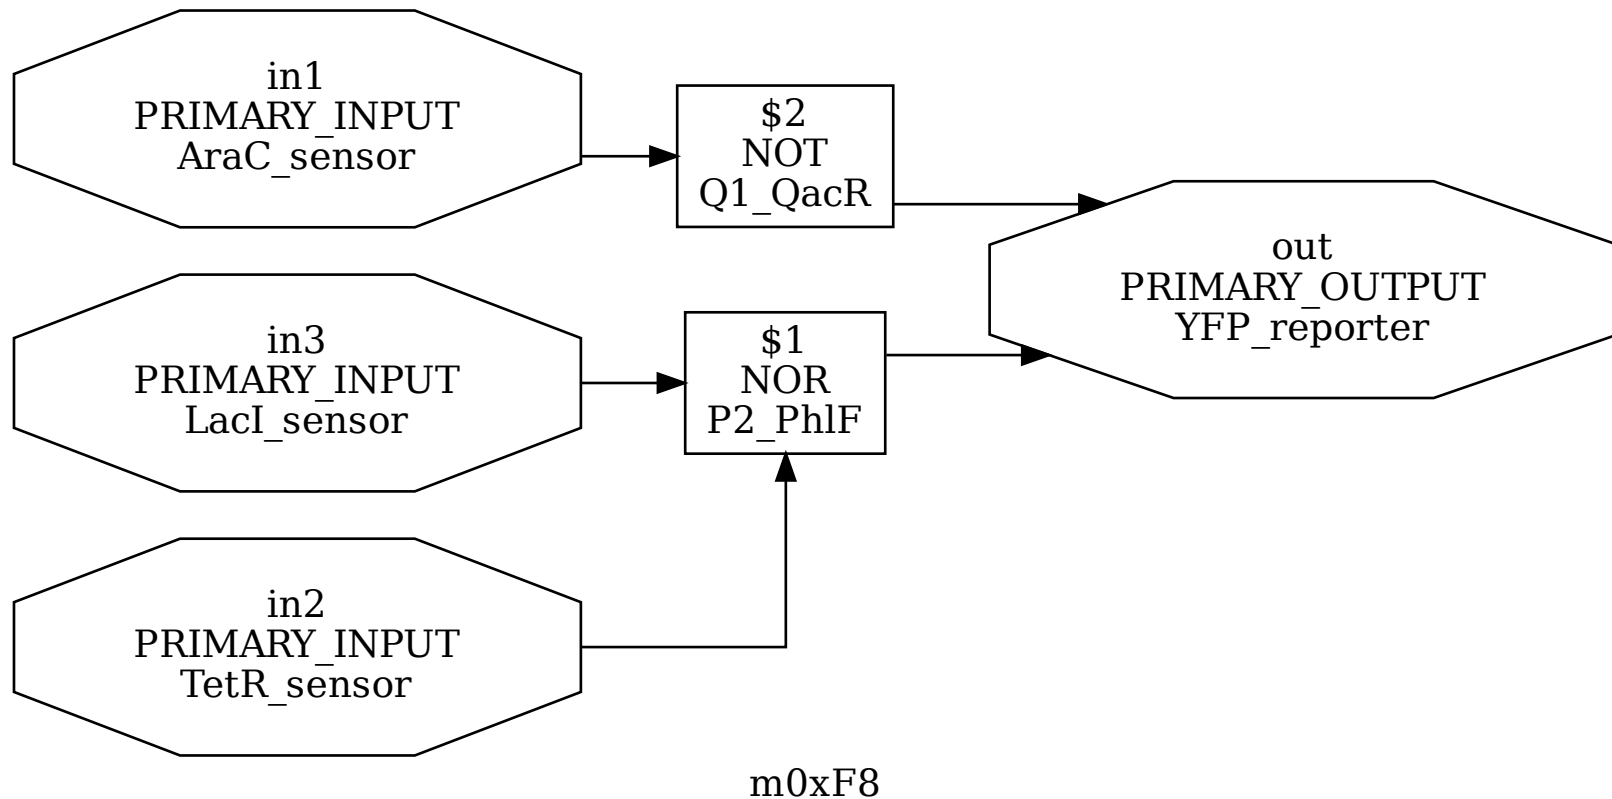 in1
PRIMARY_INPUT
AraC_sensor
$2
NOT
Q1_QacR
out
PRIMARY_OUTPUT
YFP_reporter
in3
PRIMARY_INPUT
LacI_sensor
$1
NOR
P2_PhlF
in2
PRIMARY_INPUT
TetR_sensor
m0xF8